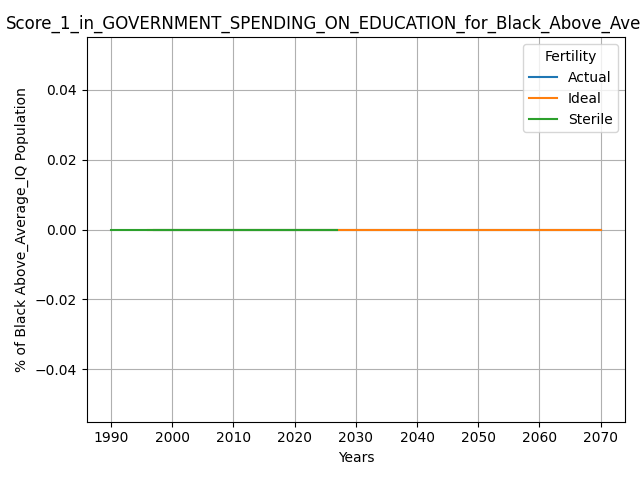 Score_1_in_GOVERNMENT_SPENDING_ON_EDUCATION_for_Black_Above_Ave
Fertility
Actual
Ideal
Sterile
% of Black Above_Average_IQ Population
0.04
0.02
0.00
−0.02
−0.04
1990 2000 2010 2020 2030 2040 2050 2060 2070
Years